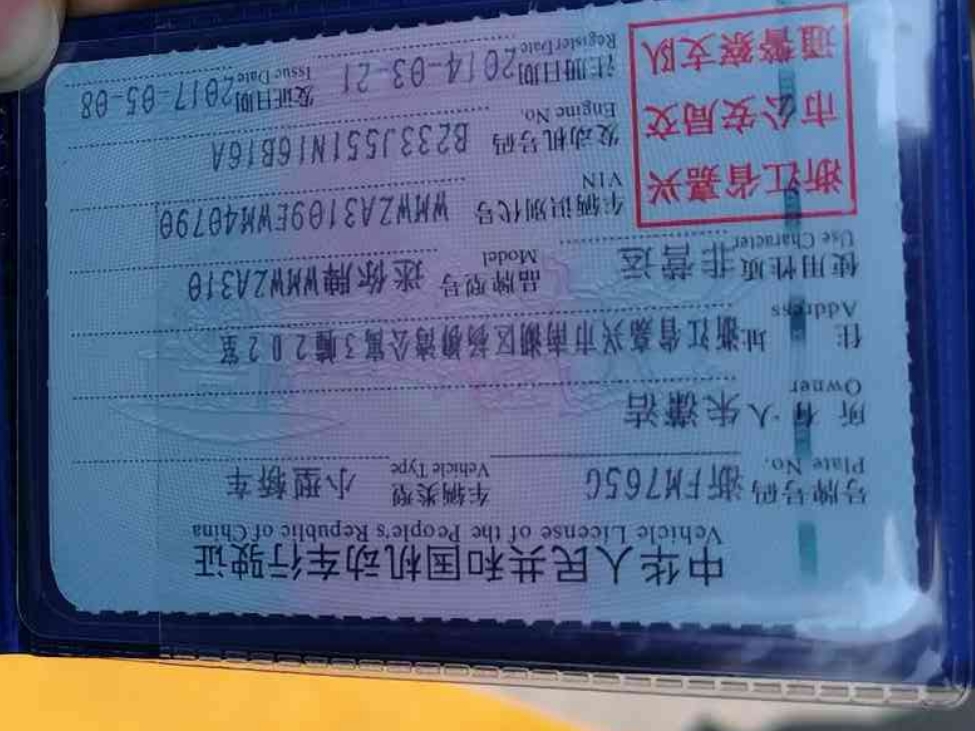 中华人民共和国机动车行驶证
Vehicle License of the People's Republic of China
号牌号码 浙FM765G 车辆类型 小型轿车
Plate No. Vehicle Type
所有人 朱潇洁
Owner
住址 浙江省嘉兴市南湖区杨柳湾公寓3幢202室
Address
使用性质 非营运 品牌型号 迷你牌WMWZA310
Use Character Model
浙江省嘉兴
市公安局交
通警察支队
车辆识别代号 WMWZA3109EWM40790
VIN
发动机号码 B233J551N16B16A
Engine No.
注册日期 2014-03-21 发证日期 2017-05-08
Register Date Issue Date